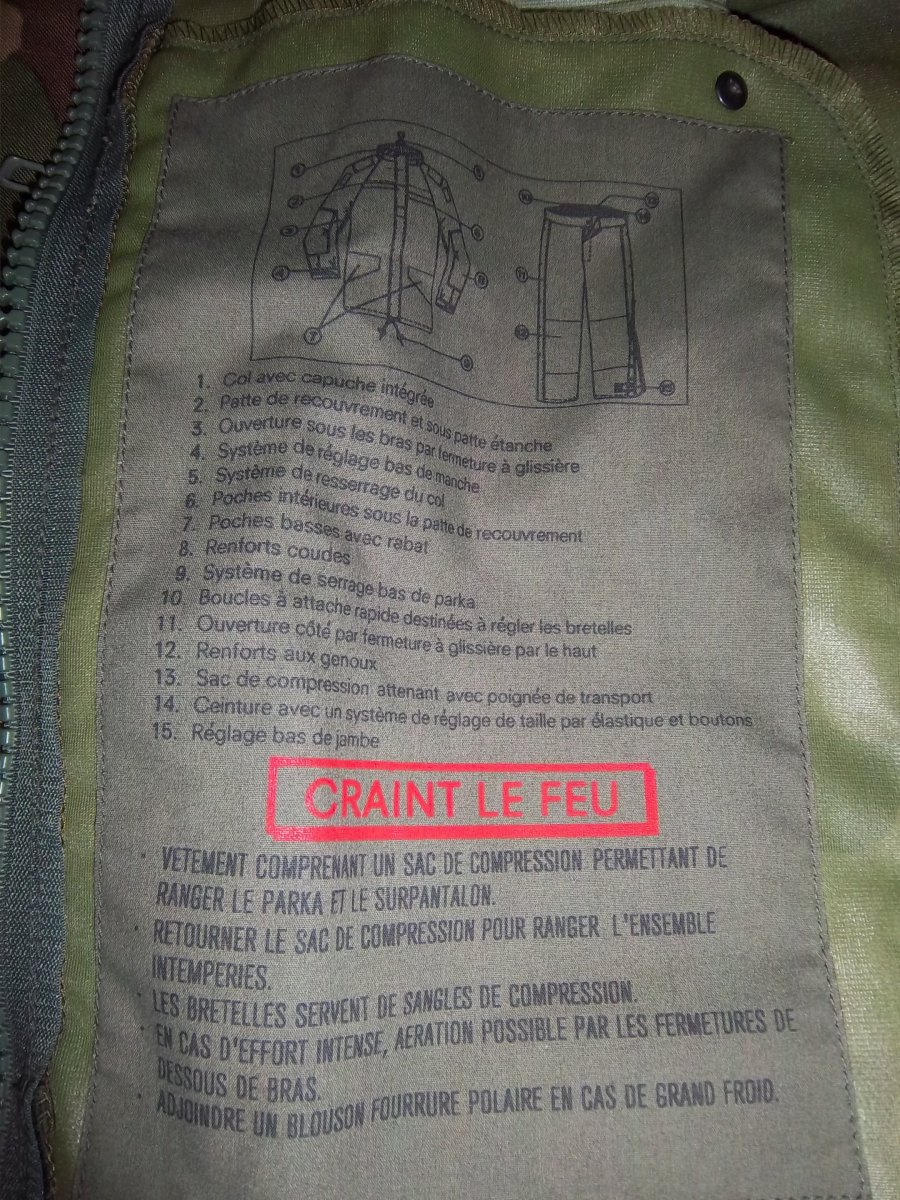 1. Col avec capuche intégrée
2. Patte de recouvrement et sous patte étanche
3. Ouverture sous les bras par fermeture à glissière
4. Système de réglage bas de manche
5. Système de resserrage du col
6. Poches intérieures sous la patte de recouvrement
7. Poches basses avec rabat
8. Renforts coudes
9. Système de serrage bas de parka
10. Boucles à attache rapide destinées à régler les bretelles
11. Ouverture côté par fermeture à glissière par le haut
12. Renforts aux genoux
13. Sac de compression attenant avec poignée de transport
14. Ceinture avec un système de réglage de taille par élastique et boutons
15. Réglage bas de jambe
CRAINT LE FEU
VETEMENT COMPRENANT UN SAC DE COMPRESSION PERMETTANT DE
RANGER LE PARKA ET LE SURPANTALON.
RETOURNER LE SAC DE COMPRESSION POUR RANGER L'ENSEMBLE
INTEMPERIES.
LES BRETELLES SERVENT DE SANGLES DE COMPRESSION.
EN CAS D'EFFORT INTENSE, AERATION POSSIBLE PAR LES FERMETURES DE
DESSOUS DE BRAS.
ADJOINDRE UN BLOUSON FOURRURE POLAIRE EN CAS DE GRAND FROID.